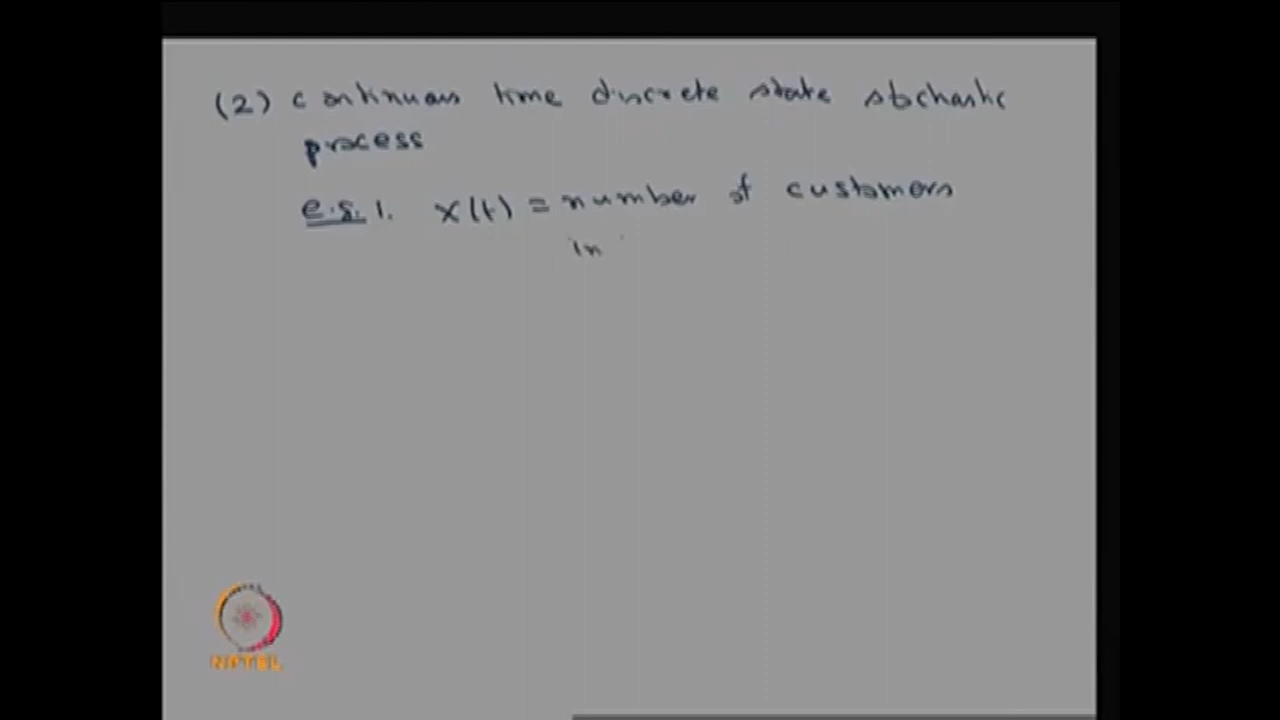 (2) continuous time discrete state stochastic
process
e.g. 1. X(t) = number of customers
in
NPTEL